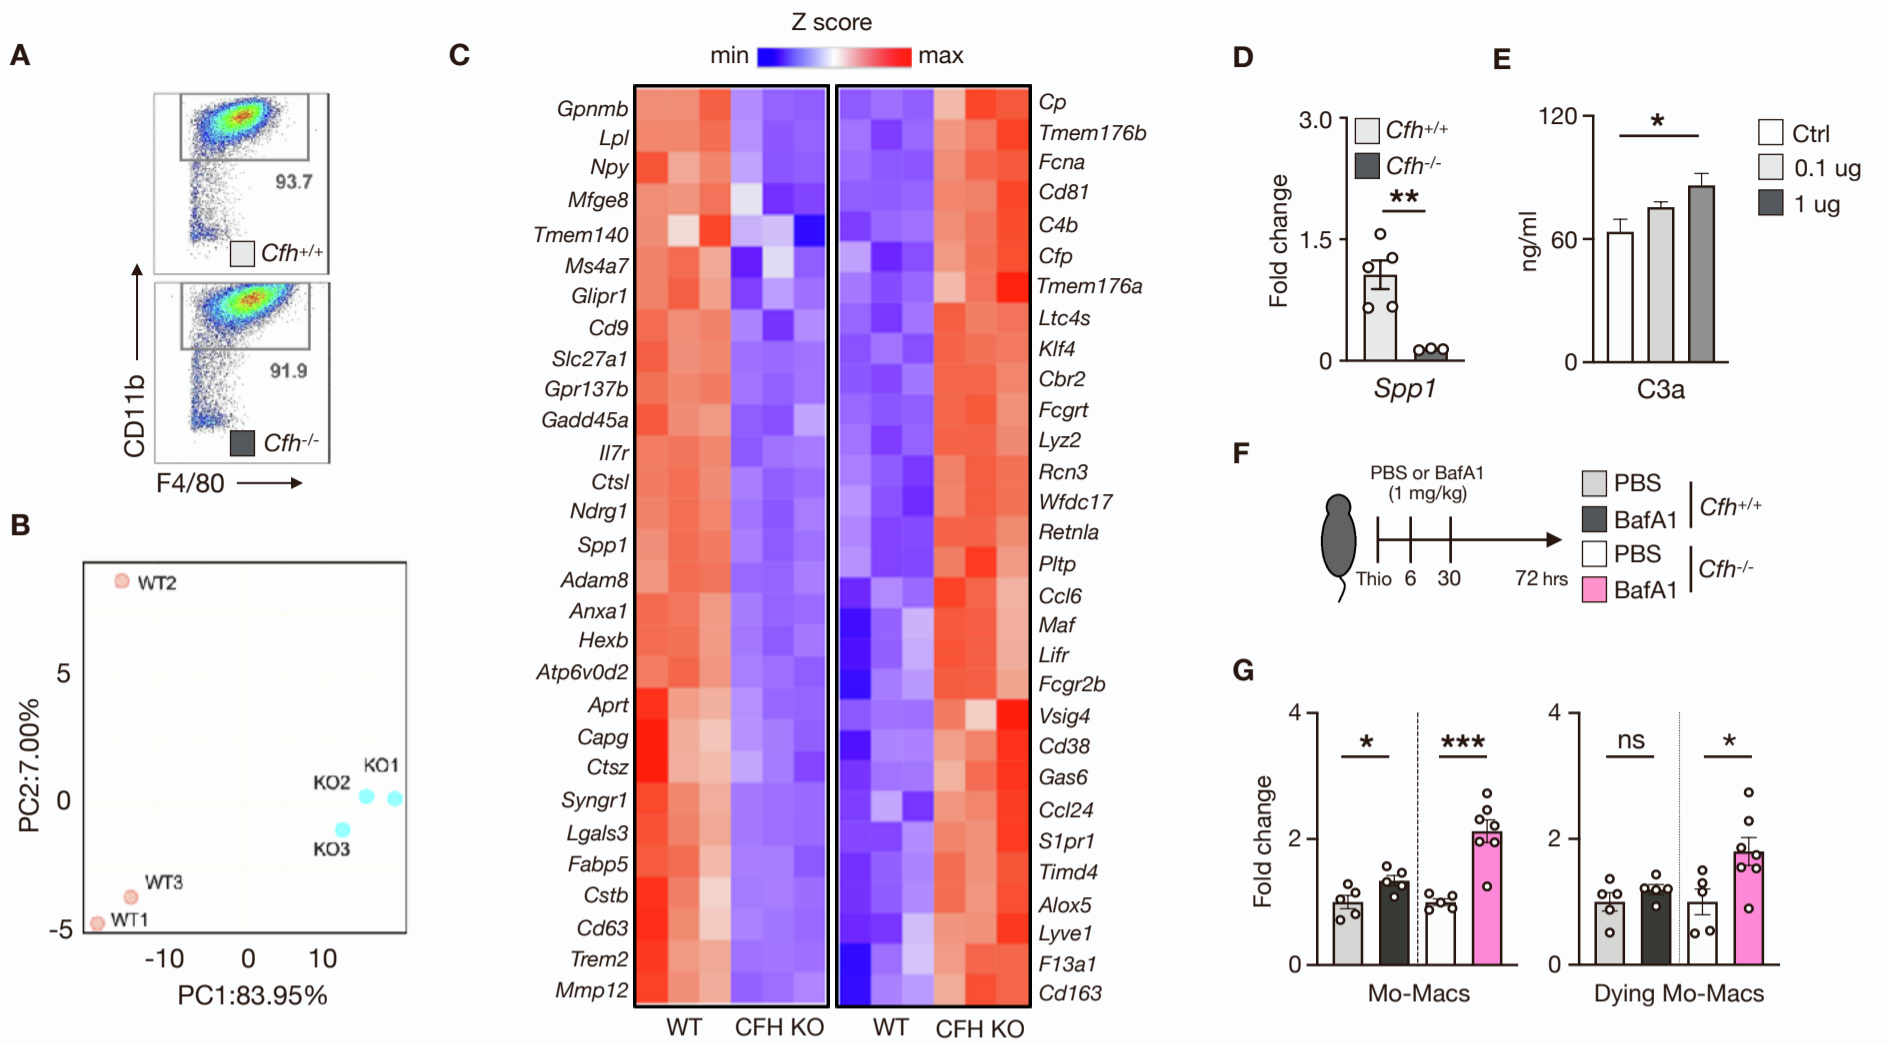 A
93.7
Cfh+/+
91.9
Cfh-/-
CD11b
F4/80
B
WT2
KO1
KO2
KO3
WT3
WT1
5
0
-5
-10 0 10
PC2:7.00%
PC1:83.95%
C
Z score
min max
Gpnmb
Lpl
Npy
Mfge8
Tmem140
Ms4a7
Glipr1
Cd9
Slc27a1
Gpr137b
Gadd45a
Il7r
Ctsl
Ndrg1
Spp1
Adam8
Anxa1
Hexb
Atp6v0d2
Aprt
Capg
Ctsz
Syngr1
Lgals3
Fabp5
Cstb
Cd63
Trem2
Mmp12
Cp
Tmem176b
Fcna
Cd81
C4b
Cfp
Tmem176a
Ltc4s
Klf4
Cbr2
Fcgrt
Lyz2
Rcn3
Wfdc17
Retnla
Pltp
Ccl6
Maf
Lifr
Fcgr2b
Vsig4
Cd38
Gas6
Ccl24
S1pr1
Timd4
Alox5
Lyve1
F13a1
Cd163
WT CFH KO WT CFH KO
D
3.0
1.5
0
Fold change
Cfh+/+
Cfh-/-
**
Spp1
E
120
60
0
ng/ml
*
C3a
Ctrl
0.1 ug
1 ug
F
PBS or BafA1
(1 mg/kg)
Thio 6 30 72 hrs
PBS
BafA1
Cfh+/+
PBS
BafA1
Cfh-/-
G
4
2
0
Fold change
* ***
Mo-Macs
4
2
0
ns *
Dying Mo-Macs